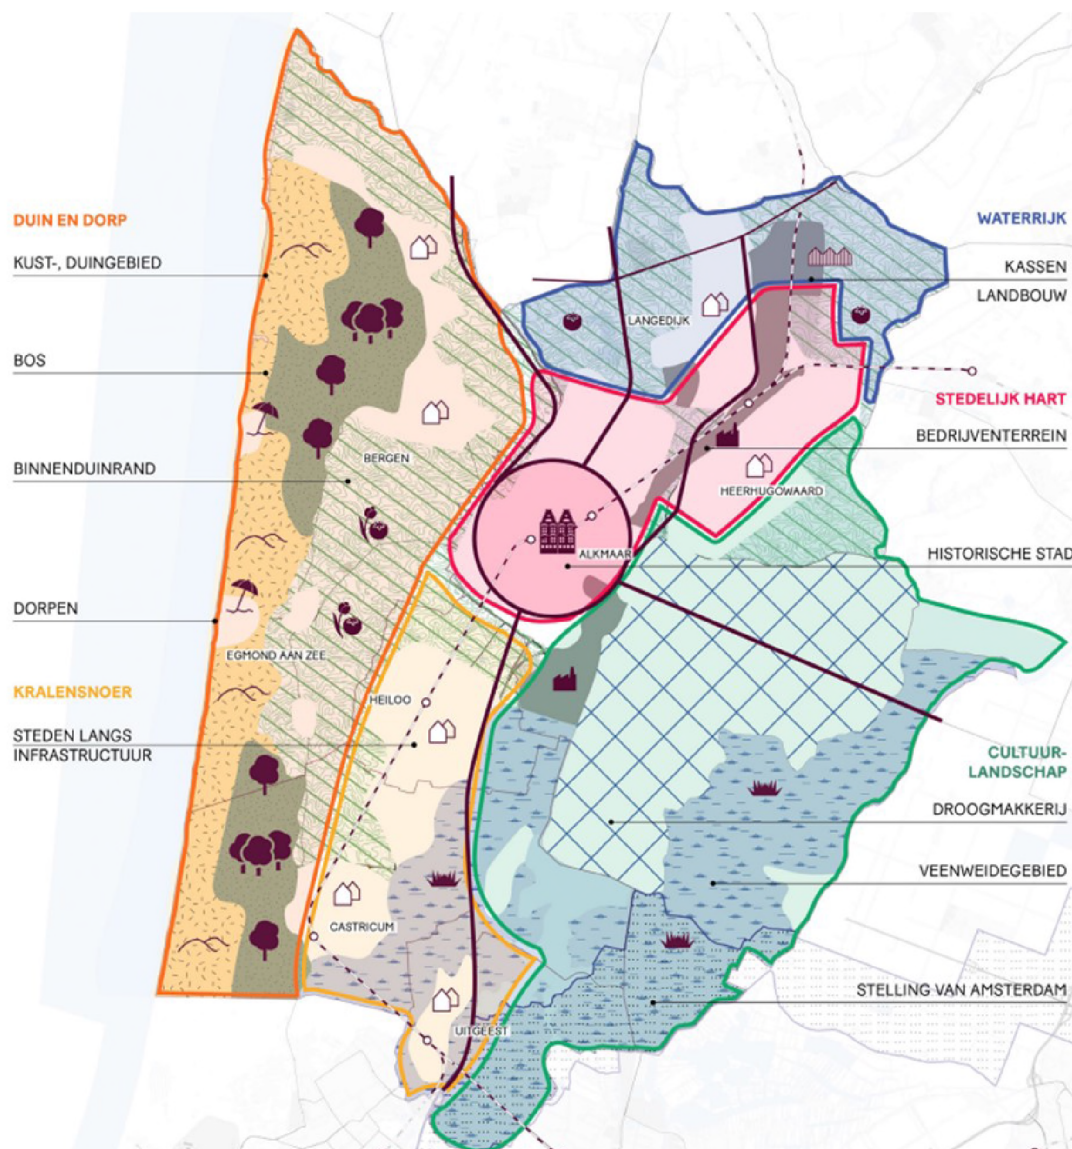 DUIN EN DORP
KUST-, DUINGEBIED
BOS
BINNENDUINRAND
DORPEN
KRALENSNOER
STEDEN LANGS
INFRASTRUCTUUR
BERGEN
EGMOND AAN ZEE
HEILOO
CASTRICUM
UITGEEST
LANGEDIJK
HEERHUGOWAARD
ALKMAAR
WATERRIJK
KASSEN
LANDBOUW
STEDELIJK HART
BEDRIJVENTERREIN
HISTORISCHE STAD
CULTUUR-
LANDSCHAP
DROOGMAKKERIJ
VEENWEIDEGEBIED
STELLING VAN AMSTERDAM